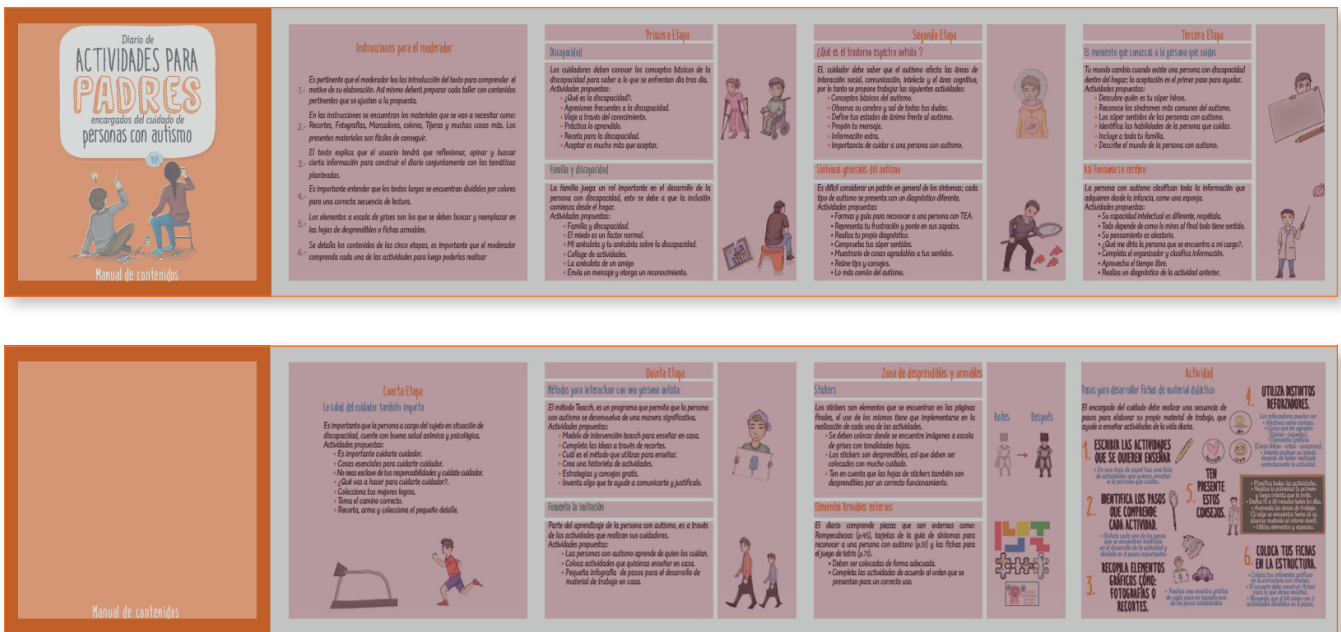 Diario de
ACTIVIDADES PARA
PADRES
encargados del cuidado de
personas con autismo
Manual de contenidos
Instrucciones para el moderador
Es pertinente que el moderador lea las introducción del texto para comprender el
1.- motivo de su elaboración. Así mismo deberá preparar cada taller con contenidos
pertinentes que se ajusten a la propuesta.
En las instrucciones se encuentran los materiales que se van a necesitar como:
2.- Recortes, Fotografías, Marcadores, colores, Tijeras y muchas cosas más. Los
presentes materiales son fáciles de conseguir.
El texto explica que el usuario tendrá que reflexionar, opinar y buscar
3.- cierta información para construir el diario conjuntamente con las temáticas
planteadas.
4.- Es importante entender que los textos largos se encuentran divididos por colores
para una correcta secuencia de lectura.
5.- Los elementos a escala de grises son los que se deben buscar y reemplazar en
las hojas de desprendibles o fichas armables.
Se detalla los contenidos de las cinco etapas, es importante que el moderador
6.- comprenda cada una de las actividades para luego poderlas realizar
Primera Etapa
Discapacidad
Los cuidadores deben conocer los conceptos básicos de la
discapacidad para saber a lo que se enfrentan día tras día.
Actividades propuestas:
• ¿Qué es la discapacidad?.
• Agresiones frecuentes a la discapacidad.
• Viaje a través del conocimiento.
• Práctica lo aprendido.
• Receta para la discapacidad.
• Aceptar es mucho más que aceptar.
Familia y discapacidad
La familia juega un rol importante en el desarrollo de la
persona con discapacidad, esto se debe a que la inclusión
comienza desde el hogar.
Actividades propuestas:
• Familia y discapacidad.
• El miedo es un factor normal.
• Mi anécdota y tu anécdota sobre la discapacidad.
• Collage de actividades.
• La anécdota de un amigo
• Envía un mensaje y otorga un reconocimiento.
Segunda Etapa
¿Qué es el trastorno espectro autista ?
EL cuidador debe saber que el autismo afecta las áreas de
interacción social, comunicación, intelecto y el área cognitiva,
por lo tanto se propone trabajar las siguientes actividades:
• Conceptos básicos del autismo.
• Observa su cerebro y sal de todas tus dudas.
• Define tus estados de ánimo frente al autismo.
• Propón tu mensaje.
• Información extra.
• Importancia de cuidar a una persona con autismo.
Síntomas generales del autismo
Es difícil considerar un patrón en general de los síntomas; cada
tipo de autismo se presenta con un diagnóstico diferente.
Actividades propuestas:
• Formas y guía para reconocer a una persona con TEA.
• Representa tu frustración y ponte en sus zapatos.
• Realiza tu propio diagnóstico.
• Comprueba tus súper sentidos.
• Muestrario de cosas agradables a tus sentidos.
• Reúne tips y consejos.
• Lo más común del autismo.
Tercera Etapa
Es momento que conozcas a la persona que cuidas
Tu mundo cambia cuando existe una persona con discapacidad
dentro del hogar; la aceptación es el primer paso para ayudar.
Actividades propuestas:
• Descubre quién es tu súper héroe.
• Reconoce los síndromes más comunes del autismo.
• Los súper sentidos de las personas con autismo.
• Identifica las habilidades de la persona que cuidas.
• Incluye a toda tu familia.
• Describe el mundo de la persona con autismo.
Así Funciona su cerebro
La persona con autismo clasifican toda la información que
adquieren desde la infancia, como una esponja.
Actividades propuestas:
• Su capacidad intelectual es diferente, respétala.
• Todo depende de como lo mires al final todo tiene sentido.
• Su pensamiento es aleatorio.
• ¿Qué me diría la persona que se encuentra a mi cargo?.
• Completa el organizador y clasifica información.
• Aprovecha el tiempo libre.
• Realiza un diagnóstico de la actividad anterior.
Manual de contenidos
Cuarta Etapa
La salud del cuidador también importa
Es importante que la persona a cargo del sujeto en situación de
discapacidad, cuente con buena salud anímica y psicológica.
Actividades propuestas:
• Es importante cuidarte cuidador.
• Cosas esenciales para cuidarte cuidador.
• No seas esclavo de tus responsabilidades y cuídate cuidador.
• ¿Qué vas a hacer para cuidarte cuidador?.
• Colecciona tus mejores logros.
• Toma el camino correcto.
• Recorta, arma y colecciona el pequeño detalle.
Quinta Etapa
Métodos para interactuar con una persona autista
El método Teacch, es un programa que permite que la persona
con autismo se desenvuelva de una manera significativa.
Actividades propuestas:
• Modelo de intervención teacch para enseñar en casa.
• Completa las ideas a través de recortes.
• Cuál es el método que utilizas para enseñar.
• Crea una historieta de actividades.
• Estrategias y consejos gratis.
• Inventa algo que te ayude a comunicarte y justifícalo.
Fomenta la imitación
Parte del aprendizaje de la persona con autismo, es a través
de las actividades que realizan sus cuidadores.
Actividades propuestas:
• Las personas con autismo aprende de quien los cuidan.
• Coloca actividades que quisieras enseñar en casa.
• Pequeña infografía de pasos para el desarrollo de
material de trabajo en casa.
Zona de desprendibles y armables
Stikers
Los stickers son elementos que se encuentran en las páginas
finales, el uso de los mismos tiene que implementarse en la
realización de cada una de las actividades.
• Se deben colocar donde se encuentre imágenes a escala
de grises con tonalidades bajas.
• Los stickers son desprendibles, así que deben ser
colocados con mucho cuidado.
• Ten en cuenta que las hojas de stickers también son
desprendibles par un correcto funcionamiento.
Antes
Después
Elementos Armables externos
El diario comprende piezas que son externas como:
Rompecabezas (p.45), tarjetas de la guía de síntomas para
reconocer a una persona con autismo (p.51) y las fichas para
el juego de tetris (p.71).
• Deben ser colocadas de forma adecuada.
• Completa las actividades de acuerdo al orden que se
presentan para un correcto uso.
Actividad
Pasos para desarrollar fichas de material didáctico
El encargado del cuidado debe realizar una secuencia de
pasos para elaborar su propio material de trabajo, que
ayude a enseñar actividades de la vida diaria.
1. ESCRIBIR LAS ACTIVIDADES
QUE SE QUIEREN ENSEÑAR
2. IDENTIFICA LOS PASOS
QUE COMPRENDE
CADA ACTIVIDAD.
3. RECOPILA ELEMENTOS
GRÁFICOS CÓMO:
FOTOGRAFÍAS O
RECORTES.
4. UTILIZA DISTINTOS
REFORZADORES.
5. TEN
PRESENTE
ESTOS
CONSEJOS.
6. COLOCA TUS FICHAS
EN LA ESTRUCTURA.